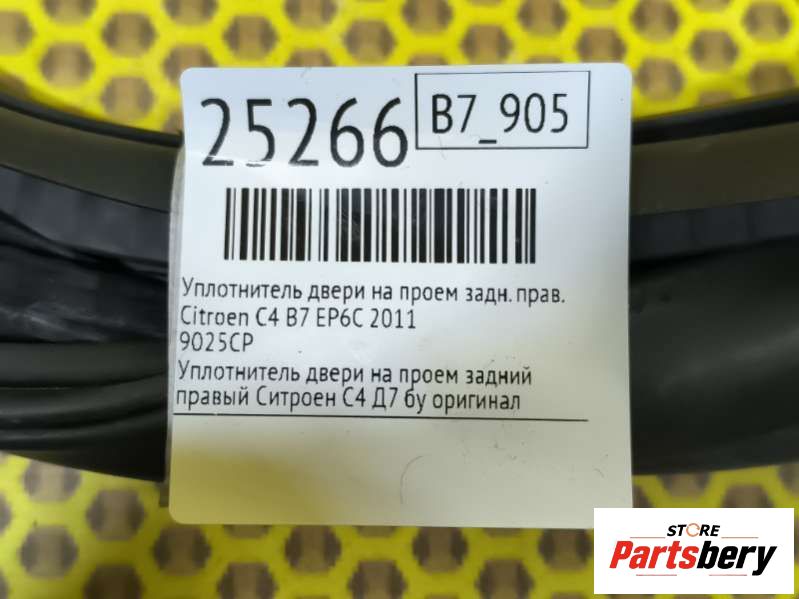 25266
B7_905
Уплотнитель двери на проем задн. прав.
Citroen C4 B7 EP6C 2011
9025CP
Уплотнитель двери на проем задний
правый Ситроен С4 Д7 бу оригинал
STORE
Partsbery